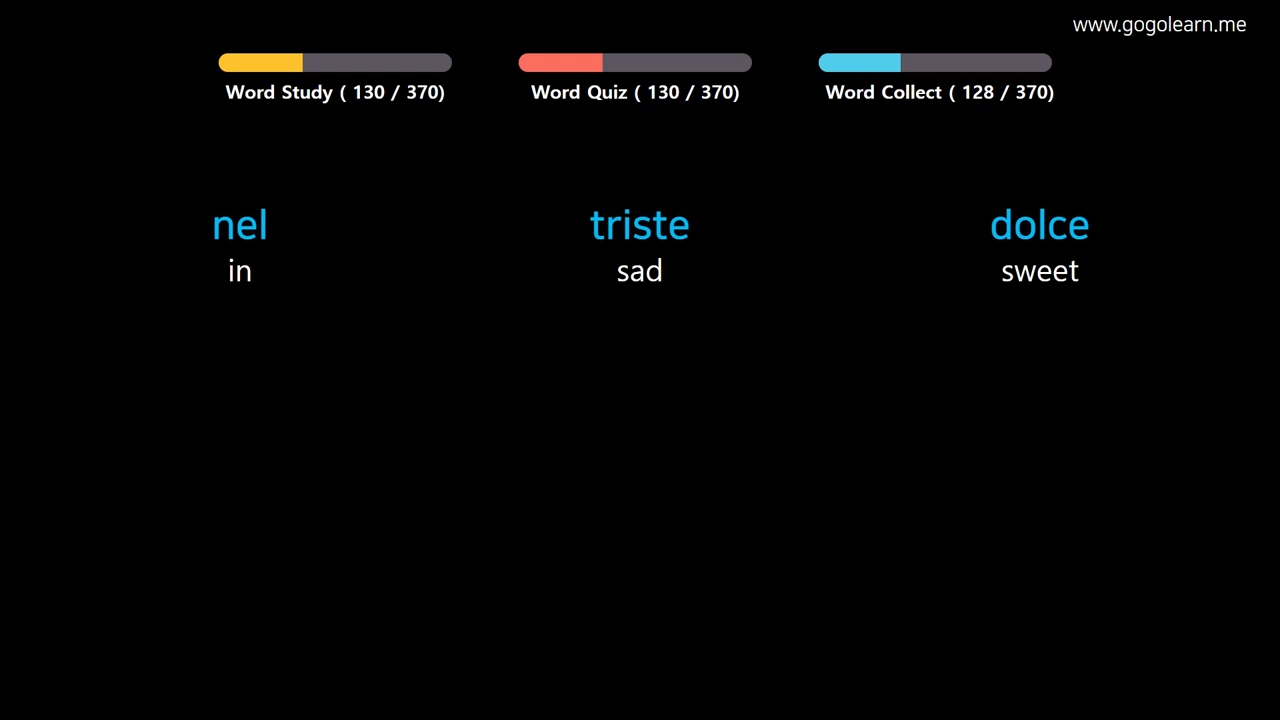 www.gogolearn.me
Word Study ( 130 / 370)
Word Quiz ( 130 / 370)
Word Collect ( 128 / 370)
nel
in
triste
sad
dolce
sweet